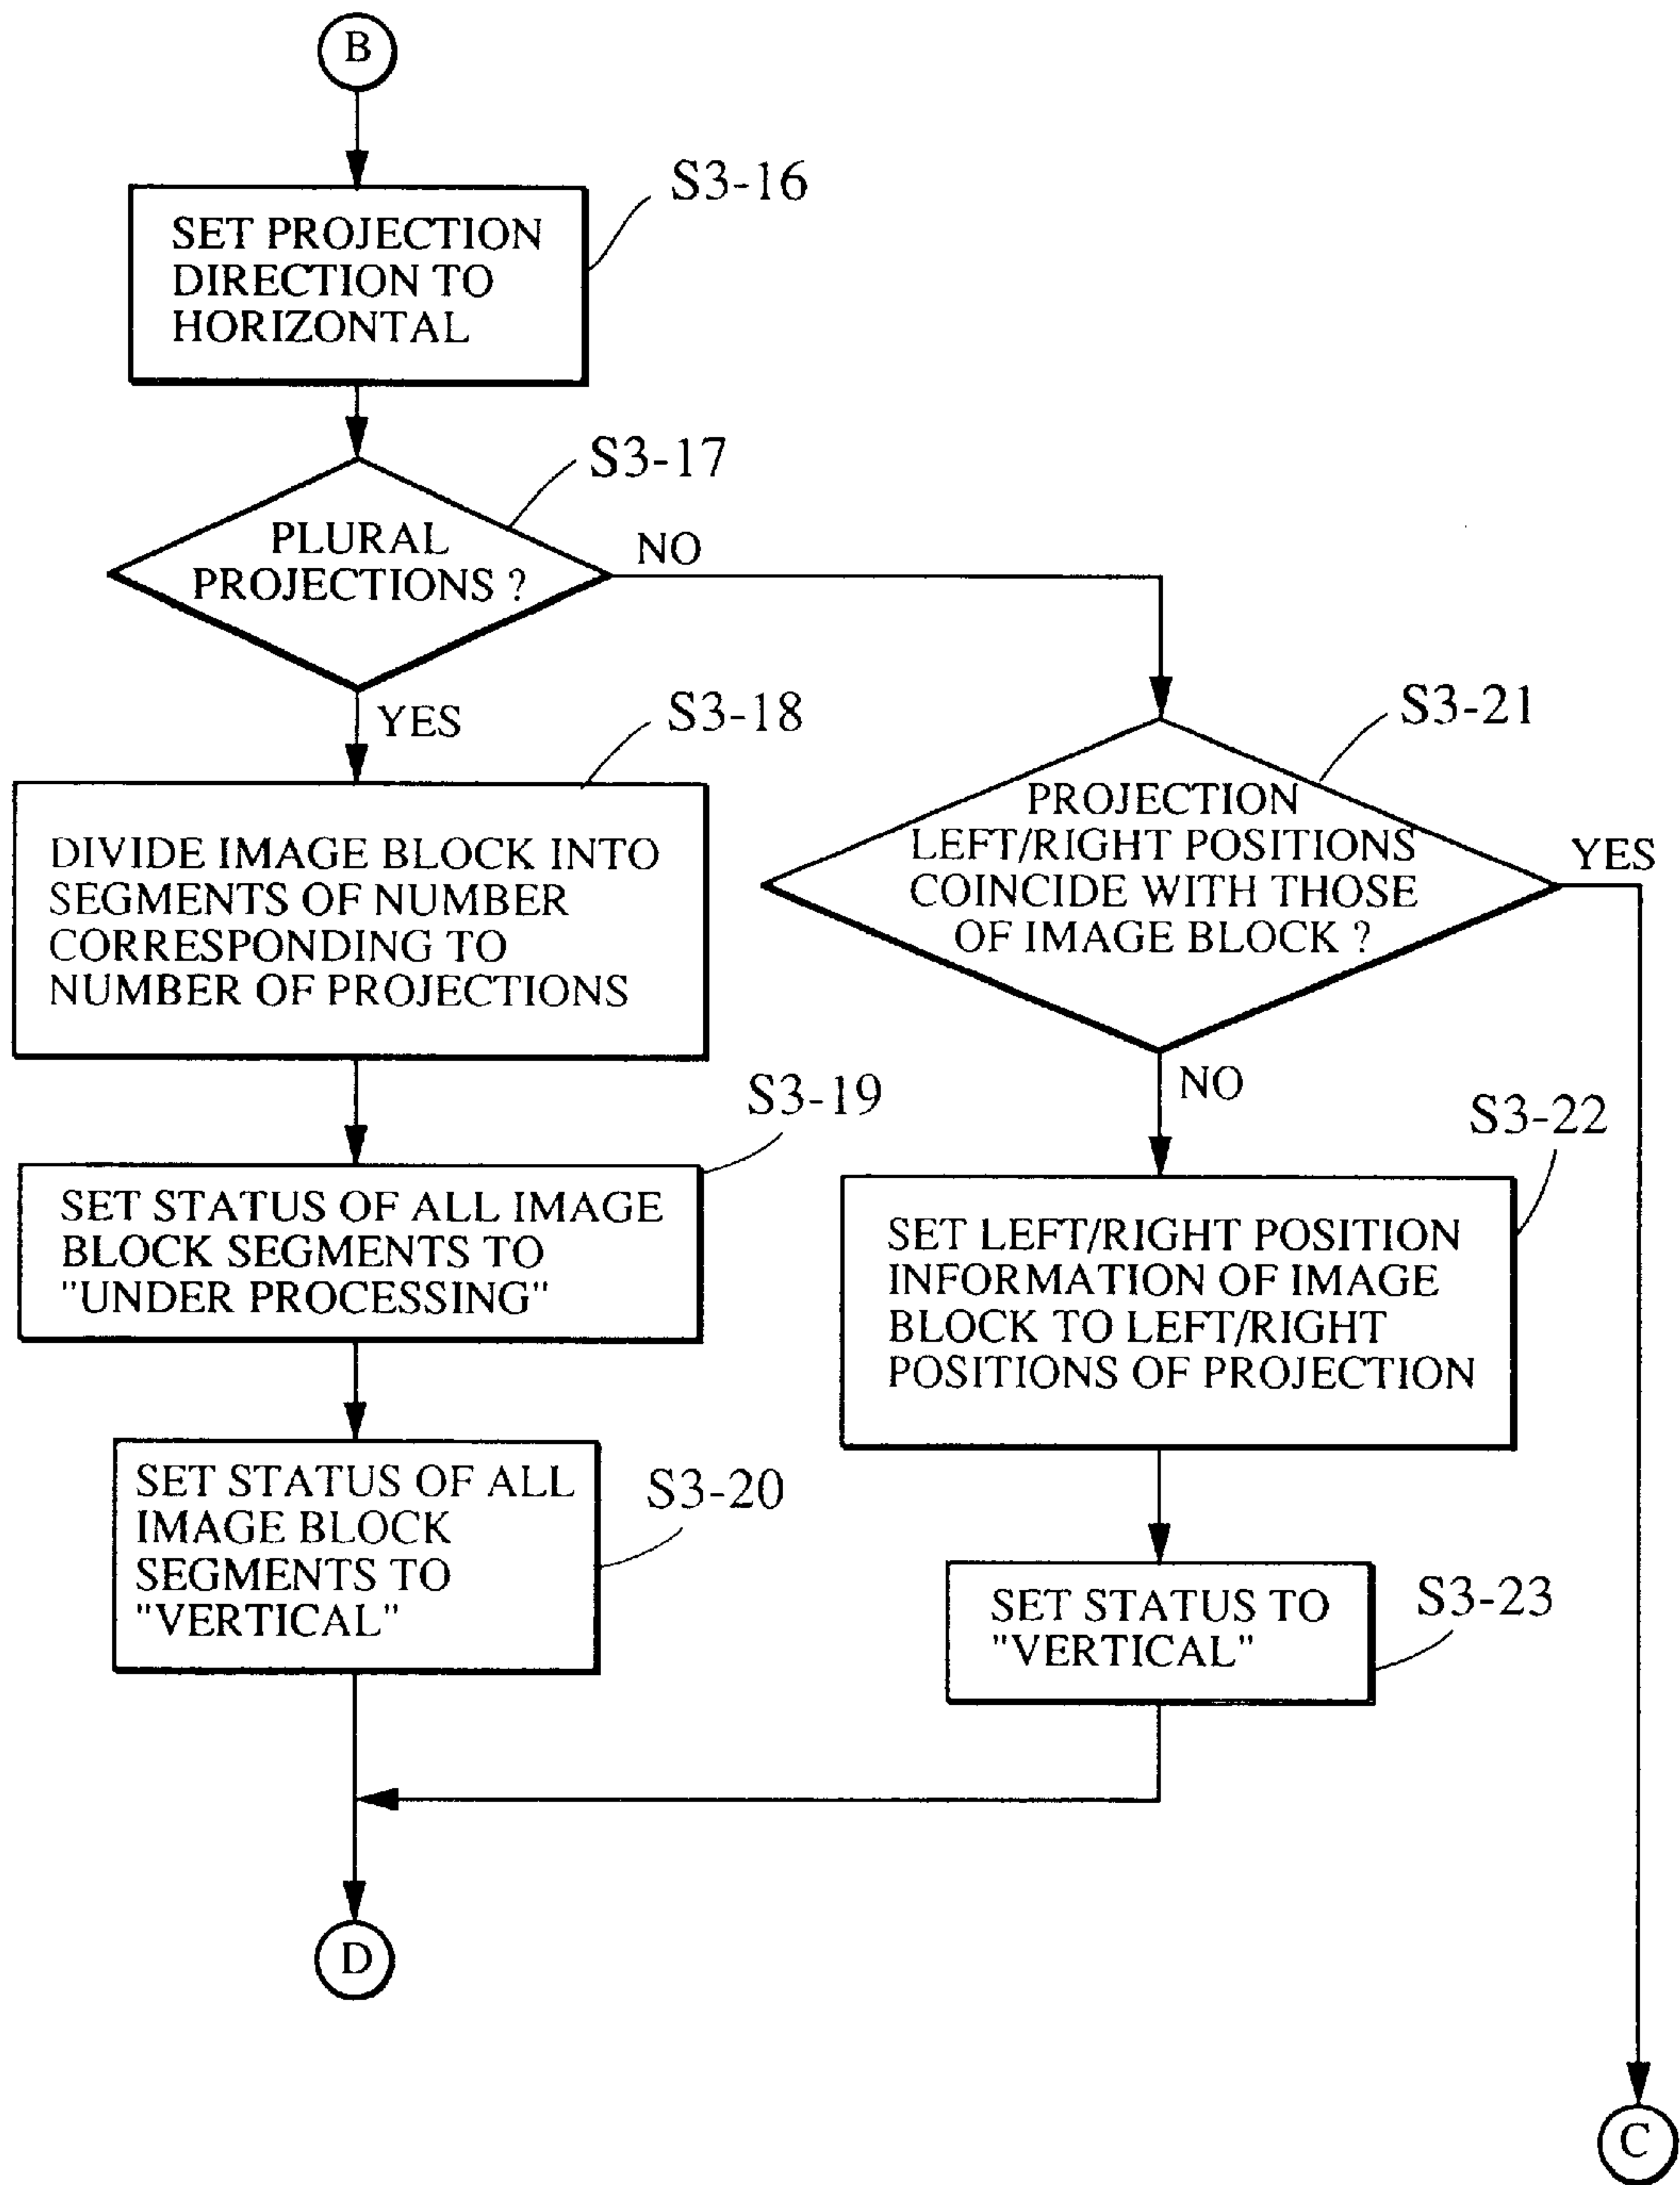 B
S3-16
SET PROJECTION
DIRECTION TO
HORIZONTAL
S3-17
PLURAL
PROJECTIONS ?
NO
YES
S3-18
DIVIDE IMAGE BLOCK INTO
SEGMENTS OF NUMBER
CORRESPONDING TO
NUMBER OF PROJECTIONS
S3-19
SET STATUS OF ALL IMAGE
BLOCK SEGMENTS TO
"UNDER PROCESSING"
S3-20
SET STATUS OF ALL
IMAGE BLOCK
SEGMENTS TO
"VERTICAL"
D
S3-21
PROJECTION
LEFT/RIGHT POSITIONS
COINCIDE WITH THOSE
OF IMAGE BLOCK ?
YES
NO
S3-22
SET LEFT/RIGHT POSITION
INFORMATION OF IMAGE
BLOCK TO LEFT/RIGHT
POSITIONS OF PROJECTION
S3-23
SET STATUS TO
"VERTICAL"
C